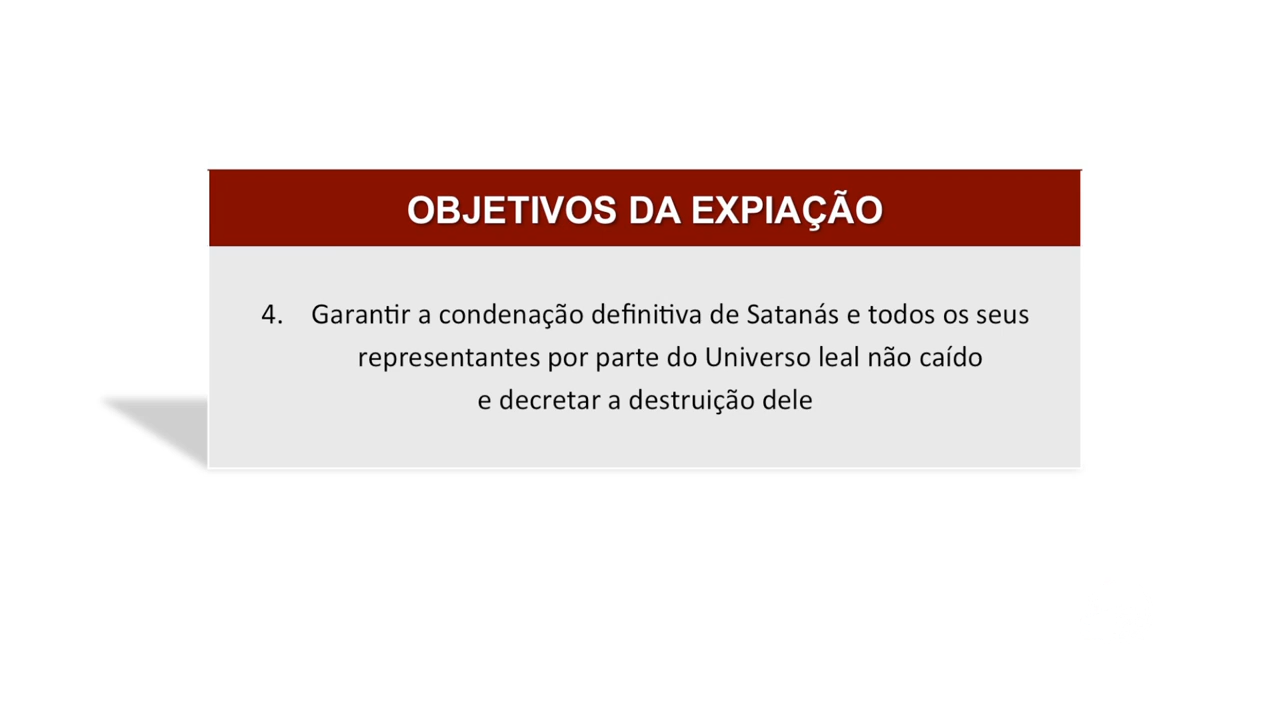 OBJETIVOS DA EXPIAÇÃO
4. Garantir a condenação definitiva de Satanás e todos os seus
representantes por parte do Universo leal não caído
e decretar a destruição dele